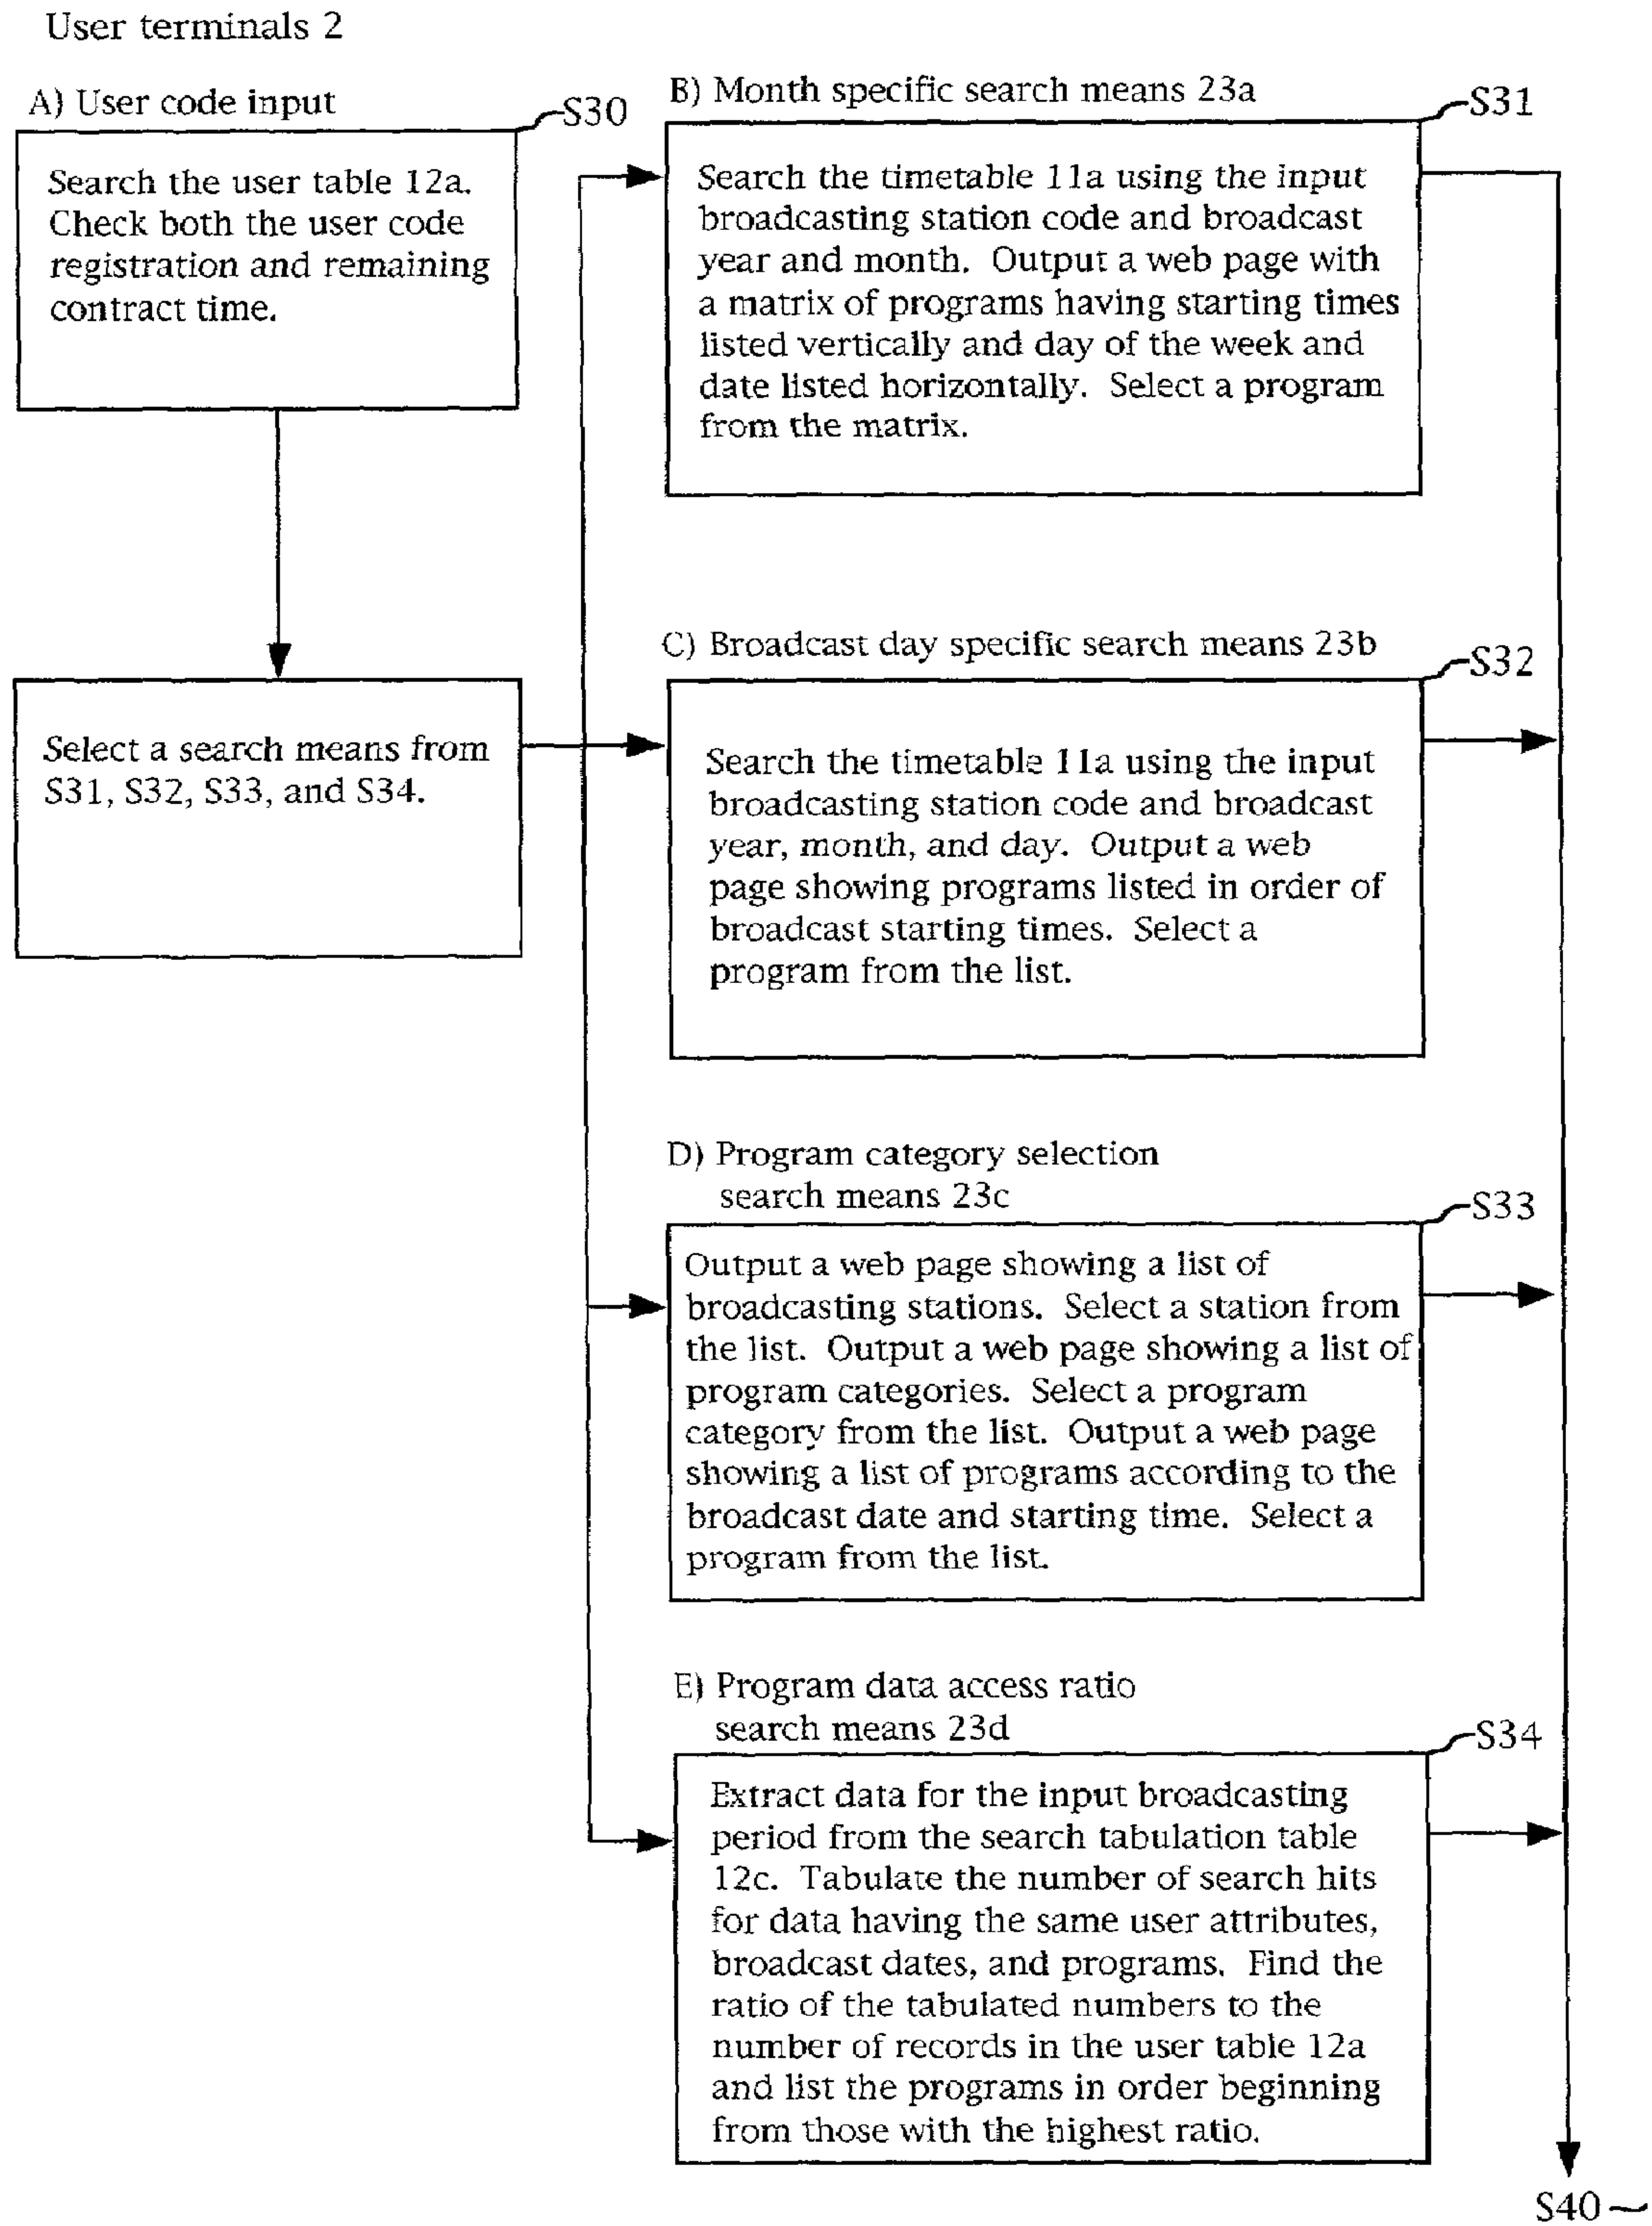 User terminals 2
A) User code input
S30
Search the user table 12a.
Check both the user code
registration and remaining
contract time.
Select a search means from
S31, S32, S33, and S34.
B) Month specific search means 23a
S31
Search the timetable 11a using the input
broadcasting station code and broadcast
year and month. Output a web page with
a matrix of programs having starting times
listed vertically and day of the week and
date listed horizontally. Select a program
from the matrix.
C) Broadcast day specific search means 23b
S32
Search the timetable 11a using the input
broadcasting station code and broadcast
year, month, and day. Output a web
page showing programs listed in order of
broadcast starting times. Select a
program from the list.
D) Program category selection
search means 23c
S33
Output a web page showing a list of
broadcasting stations. Select a station from
the list. Output a web page showing a list of
program categories. Select a program
category from the list. Output a web page
showing a list of programs according to the
broadcast date and starting time. Select a
program from the list.
E) Program data access ratio
search means 23d
S34
Extract data for the input broadcasting
period from the search tabulation table
12c. Tabulate the number of search hits
for data having the same user attributes,
broadcast dates, and programs. Find the
ratio of the tabulated numbers to the
number of records in the user table 12a
and list the programs in order beginning
from those with the highest ratio.
S40